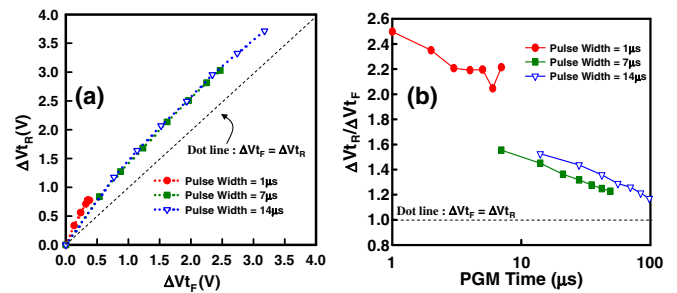 (a)
ΔVt_R(V)
4.0
3.5
3.0
2.5
2.0
1.5
1.0
0.5
0.0
Dot line : ΔVt_F = ΔVt_R
Pulse Width = 1μs
Pulse Width = 7μs
Pulse Width = 14μs
0.0 0.5 1.0 1.5 2.0 2.5 3.0 3.5 4.0
ΔVt_F(V)
(b)
ΔVt_R/ΔVt_F
2.6
2.4
2.2
2.0
1.8
1.6
1.4
1.2
1.0
0.8
Pulse Width = 1μs
Pulse Width = 7μs
Pulse Width = 14μs
Dot line : ΔVt_F = ΔVt_R
1 10 100
PGM Time (μs)